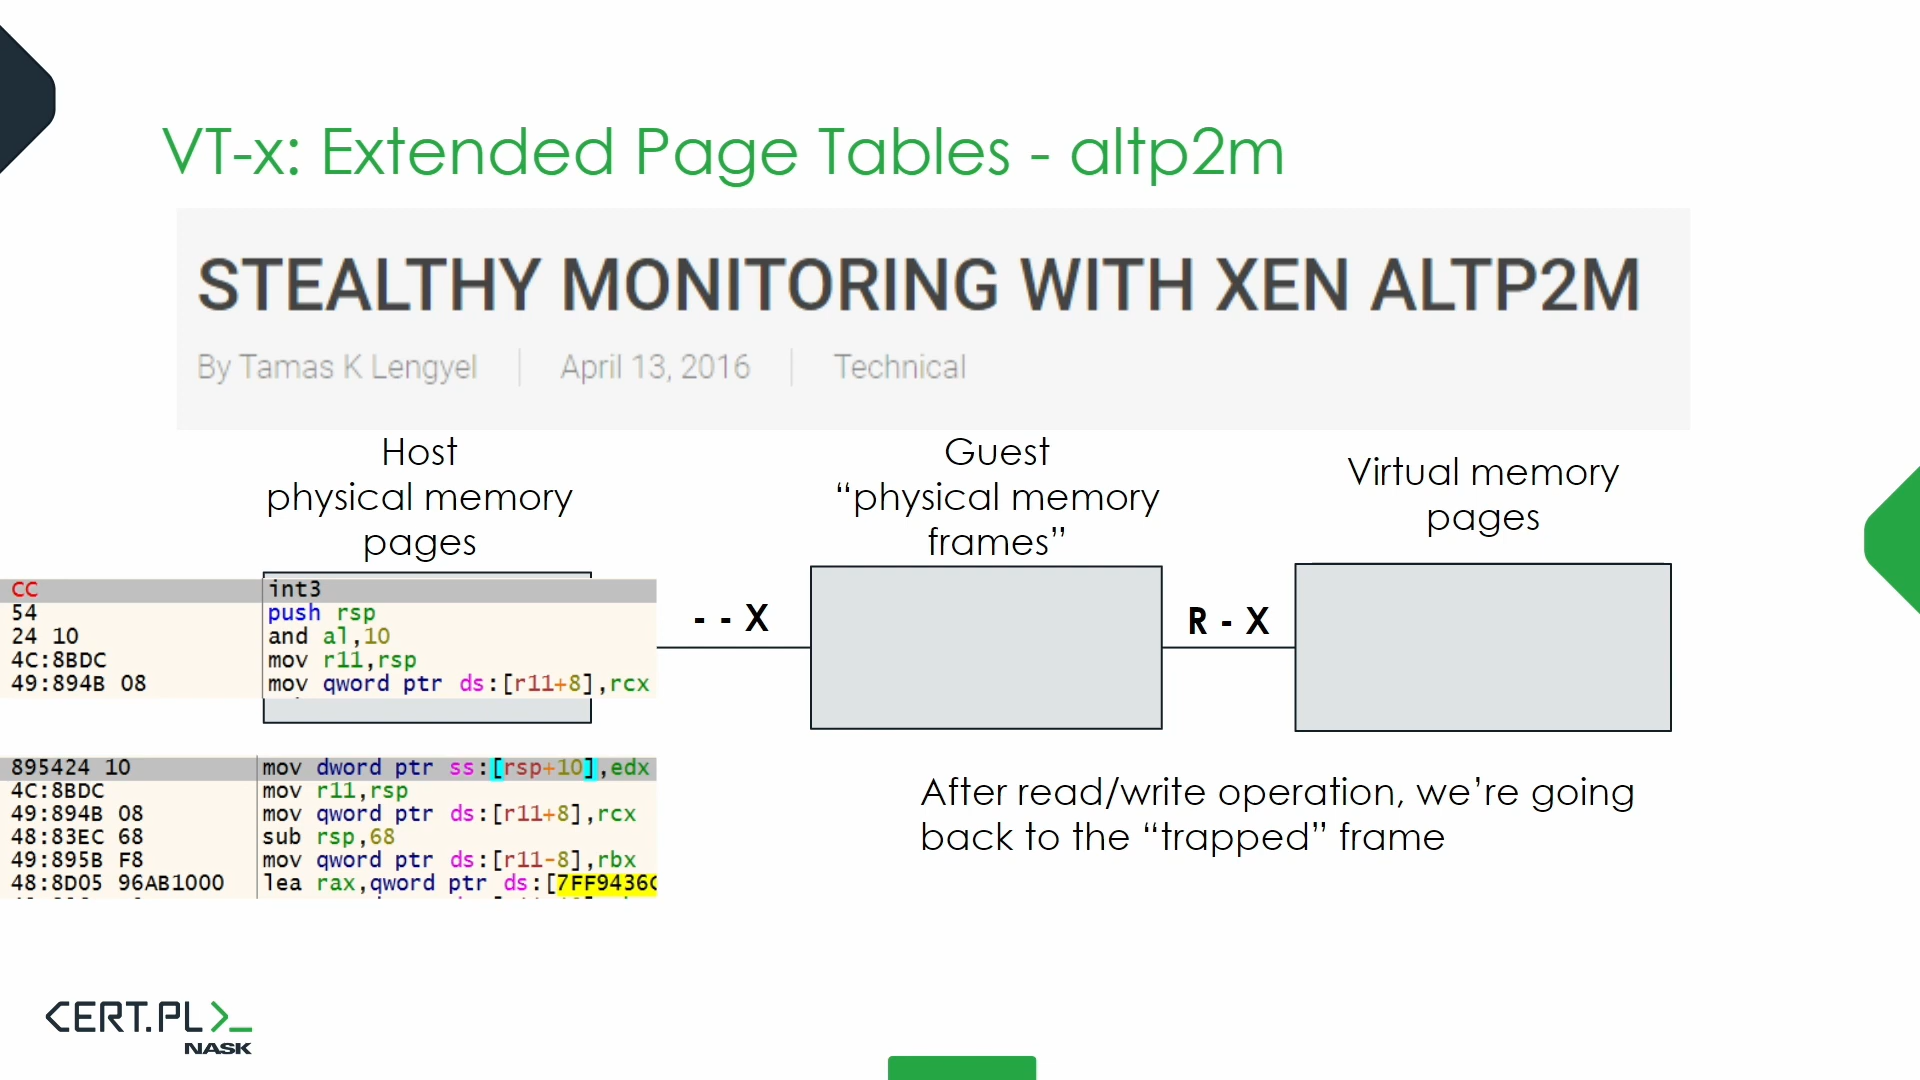 VT-x: Extended Page Tables - altp2m
STEALTHY MONITORING WITH XEN ALTP2M
By Tamas K Lengyel | April 13, 2016 | Technical
Host
physical memory
pages
Guest
“physical memory
frames”
Virtual memory
pages
CC int3
54 push rsp
24 10 and al,10
4C:8BDC mov r11,rsp
49:894B 08 mov qword ptr ds:[r11+8],rcx
- - X
R - X
895424 10 mov dword ptr ss:[rsp+10],edx
4C:8BDC mov r11,rsp
49:894B 08 mov qword ptr ds:[r11+8],rcx
48:83EC 68 sub rsp,68
49:895B F8 mov qword ptr ds:[r11-8],rbx
48:8D05 96AB1000 lea rax,qword ptr ds:[7FF9436
After read/write operation, we’re going
back to the “trapped” frame
CERT.PL>_
NASK